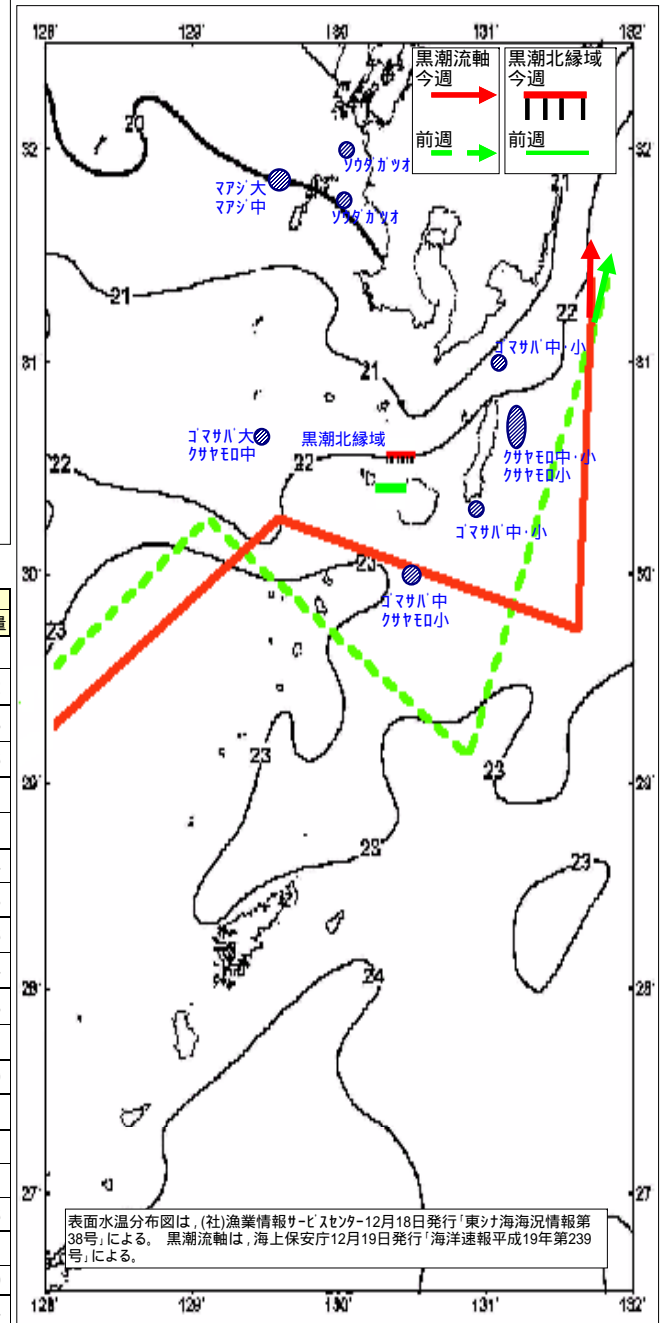 128° 129° 130 131° 132
黒潮流軸
今週
前週
黒潮北縁域
今週
前週
20
32
ソウダガツオ
マアジ大
マアジ中
ソウダガツオ
21
21
22
31
21
ゴマサバ中・小
ゴマサバ大
クサヤモロ中
黒潮北縁域
22
22
クサヤモロ中・小
クサヤモロ小
ゴマサバ中・小
量
30
23
23
ゴマサバ中
クサヤモロ小
23
23
29
23
23
28
24
27
表面水温分布図は,(社)漁業情報サービスセンター12月18日発行「東シナ海海況情報第
38号」による。 黒潮流軸は,海上保安庁12月19日発行「海洋速報平成19年第239
号」による。
128° 129° 130 131° 132